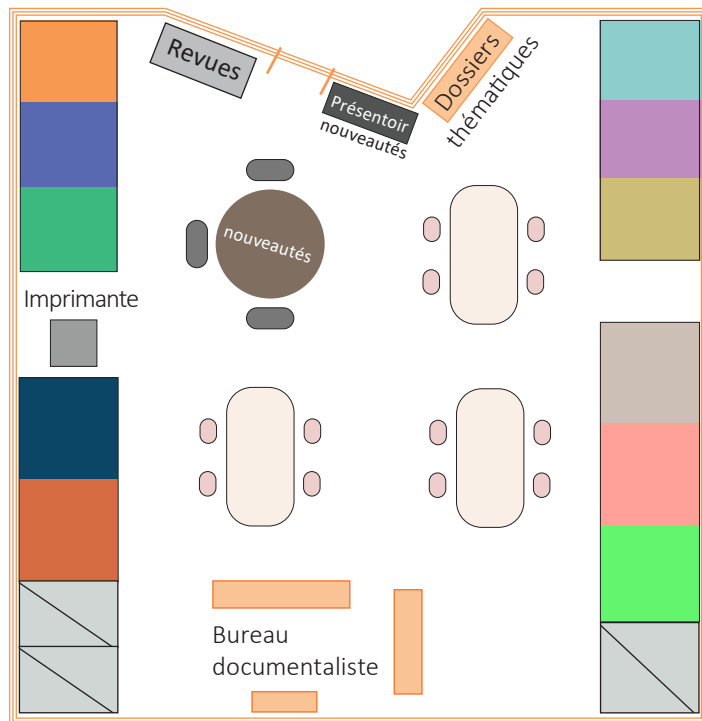 Revues
Présentoir
nouveautés
Dossiers
thématiques
nouveautés
Imprimante
Bureau
documentaliste